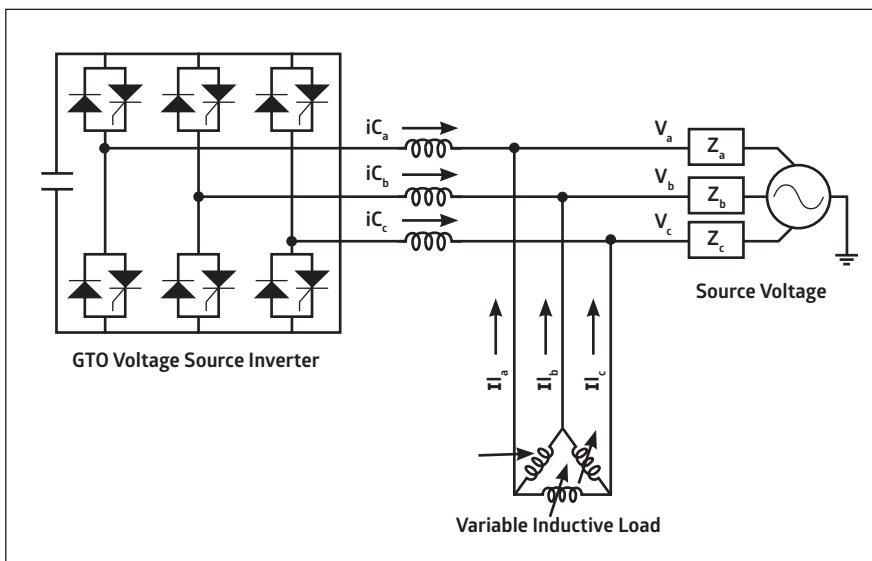 iCa
iCb
iCc
Va
Vb
Vc
Za
Zb
Zc
Source Voltage
GTO Voltage Source Inverter
Ila
Ilb
Ilc
Variable Inductive Load